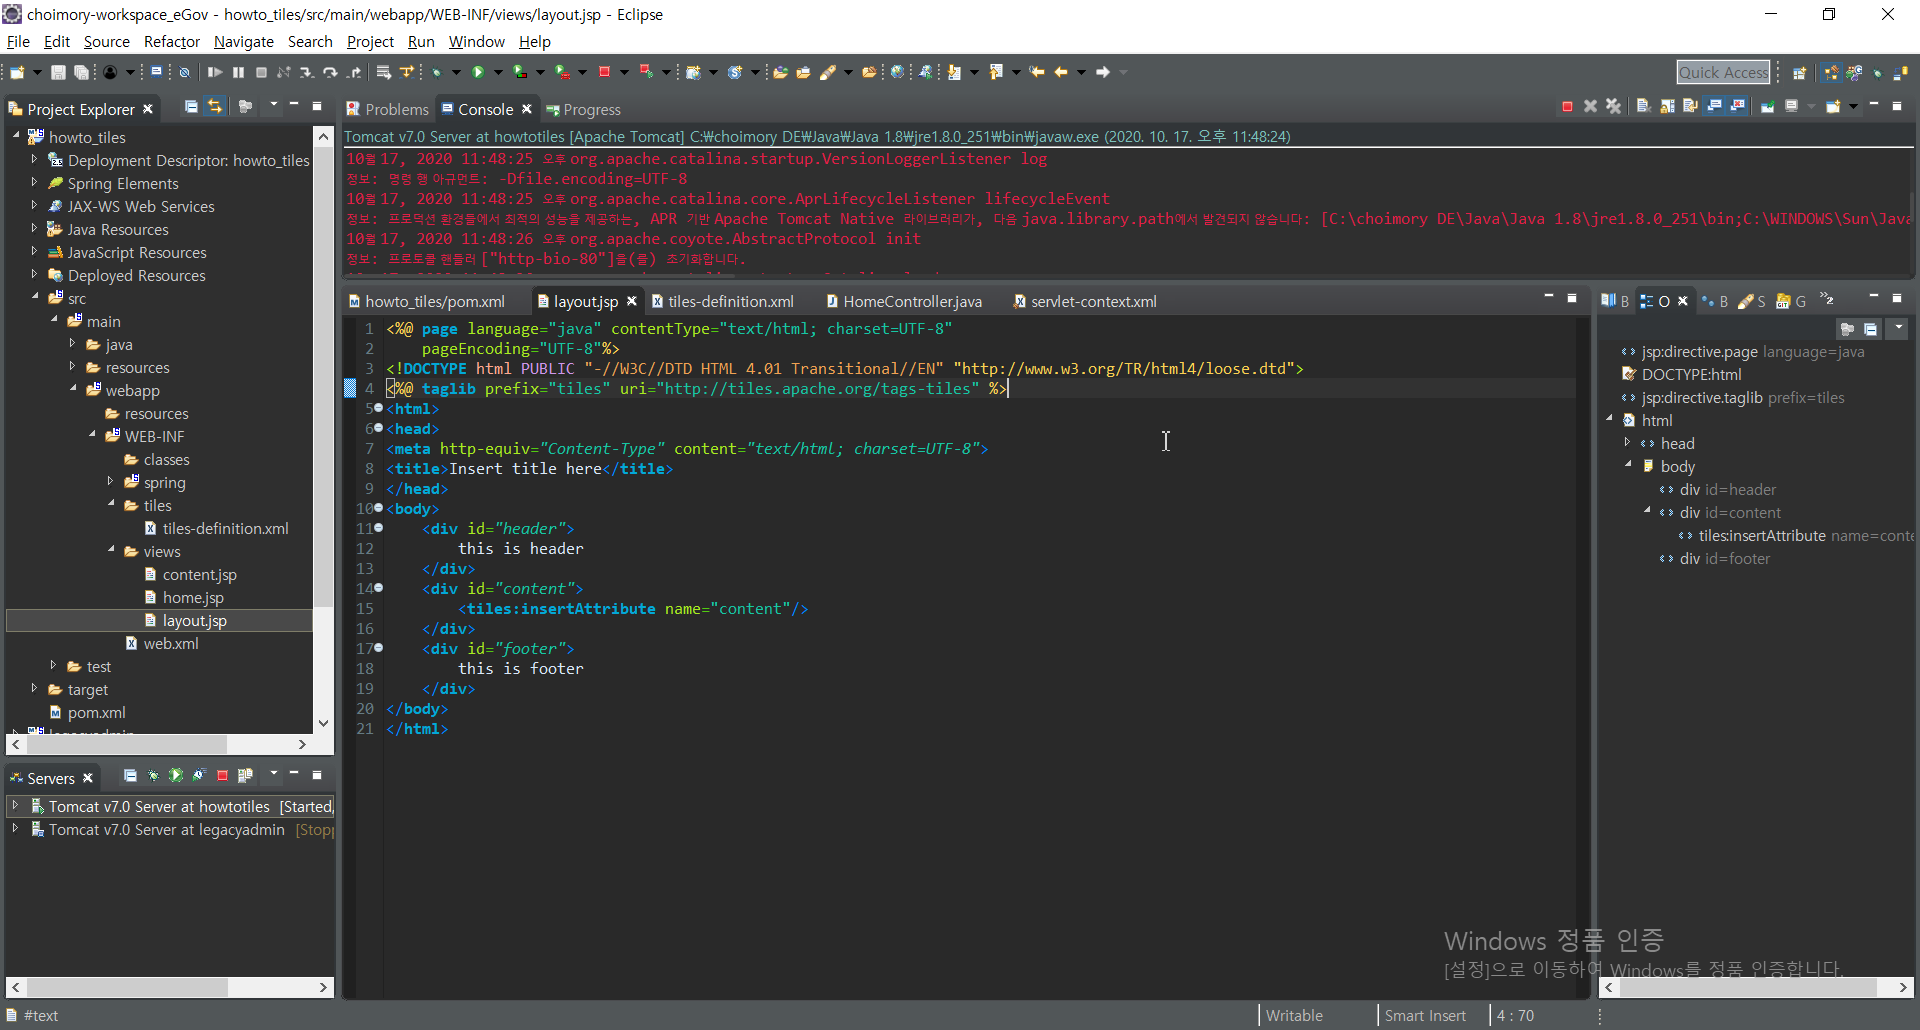 choimory-workspace_eGov - howto_tiles/src/main/webapp/WEB-INF/views/layout.jsp - Eclipse
File Edit Source Refactor Navigate Search Project Run Window Help
Quick Access
Project Explorer
howto_tiles
Deployment Descriptor: howto_tiles
Spring Elements
JAX-WS Web Services
Java Resources
JavaScript Resources
Deployed Resources
src
main
java
resources
webapp
resources
WEB-INF
classes
spring
tiles
tiles-definition.xml
views
content.jsp
home.jsp
layout.jsp
web.xml
test
target
pom.xml
Servers
Tomcat v7.0 Server at howtotiles [Started,
Tomcat v7.0 Server at legacyadmin [Stopp
Problems Console Progress
Tomcat v7.0 Server at howtotiles [Apache Tomcat] C:₩choimory DE₩Java₩Java 1.8₩jre1.8.0_251₩bin₩javaw.exe (2020. 10. 17. 오후 11:48:24)
10월 17, 2020 11:48:25 오후 org.apache.catalina.startup.VersionLoggerListener log
정보: 명령 행 아규먼트: -Dfile.encoding=UTF-8
10월 17, 2020 11:48:25 오후 org.apache.catalina.core.AprLifecycleListener lifecycleEvent
정보: 프로덕션 환경들에서 최적의 성능을 제공하는, APR 기반 Apache Tomcat Native 라이브러리가, 다음 java.library.path에서 발견되지 않습니다: [C:\choimory DE\Java\Java 1.8\jre1.8.0_251\bin;C:\WINDOWS\Sun\Java
10월 17, 2020 11:48:26 오후 org.apache.coyote.AbstractProtocol init
정보: 프로토콜 핸들러 ["http-bio-80"]을(를) 초기화합니다.
howto_tiles/pom.xml layout.jsp tiles-definition.xml HomeController.java servlet-context.xml
1 <%@ page language="java" contentType="text/html; charset=UTF-8"
2 pageEncoding="UTF-8"%>
3 <!DOCTYPE html PUBLIC "-//W3C//DTD HTML 4.01 Transitional//EN" "http://www.w3.org/TR/html4/loose.dtd">
4 <%@ taglib prefix="tiles" uri="http://tiles.apache.org/tags-tiles" %>
5 <html>
6 <head>
7 <meta http-equiv="Content-Type" content="text/html; charset=UTF-8">
8 <title>Insert title here</title>
9 </head>
10 <body>
11 <div id="header">
12 this is header
13 </div>
14 <div id="content">
15 <tiles:insertAttribute name="content"/>
16 </div>
17 <div id="footer">
18 this is footer
19 </div>
20 </body>
21 </html>
B O B S G »2
jsp:directive.page language=java
DOCTYPE:html
jsp:directive.taglib prefix=tiles
html
head
body
div id=header
div id=content
tiles:insertAttribute name=conte
div id=footer
Windows 정품 인증
[설정]으로 이동하여 Windows를 정품 인증합니다.
#text Writable Smart Insert 4 : 70